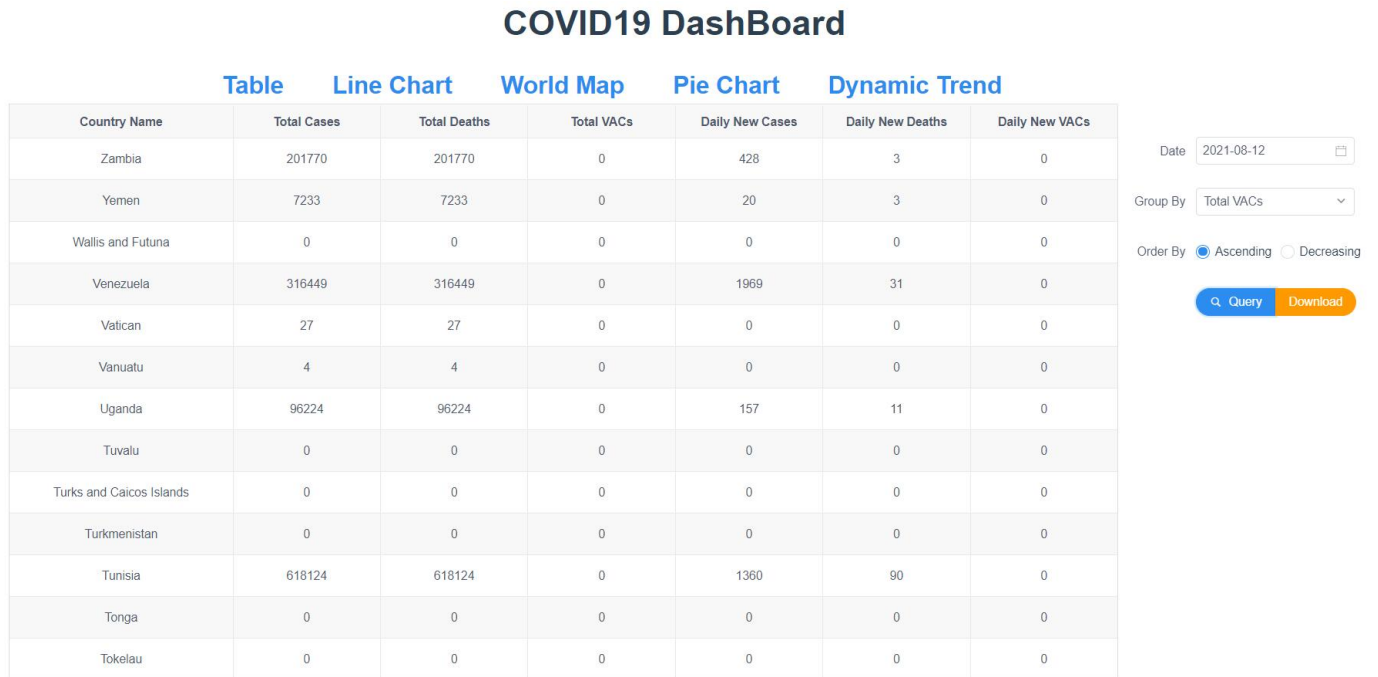 COVID19 DashBoard
Table Line Chart World Map Pie Chart Dynamic Trend
Country Name Total Cases Total Deaths Total VACs Daily New Cases Daily New Deaths Daily New VACs
Zambia 201770 201770 0 428 3 0
Yemen 7233 7233 0 20 3 0
Wallis and Futuna 0 0 0 0 0 0
Venezuela 316449 316449 0 1969 31 0
Vatican 27 27 0 0 0 0
Vanuatu 4 4 0 0 0 0
Uganda 96224 96224 0 157 11 0
Tuvalu 0 0 0 0 0 0
Turks and Caicos Islands 0 0 0 0 0 0
Turkmenistan 0 0 0 0 0 0
Tunisia 618124 618124 0 1360 90 0
Tonga 0 0 0 0 0 0
Tokelau 0 0 0 0 0 0
Date 2021-08-12
Group By Total VACs
Order By Ascending Decreasing
Query Download